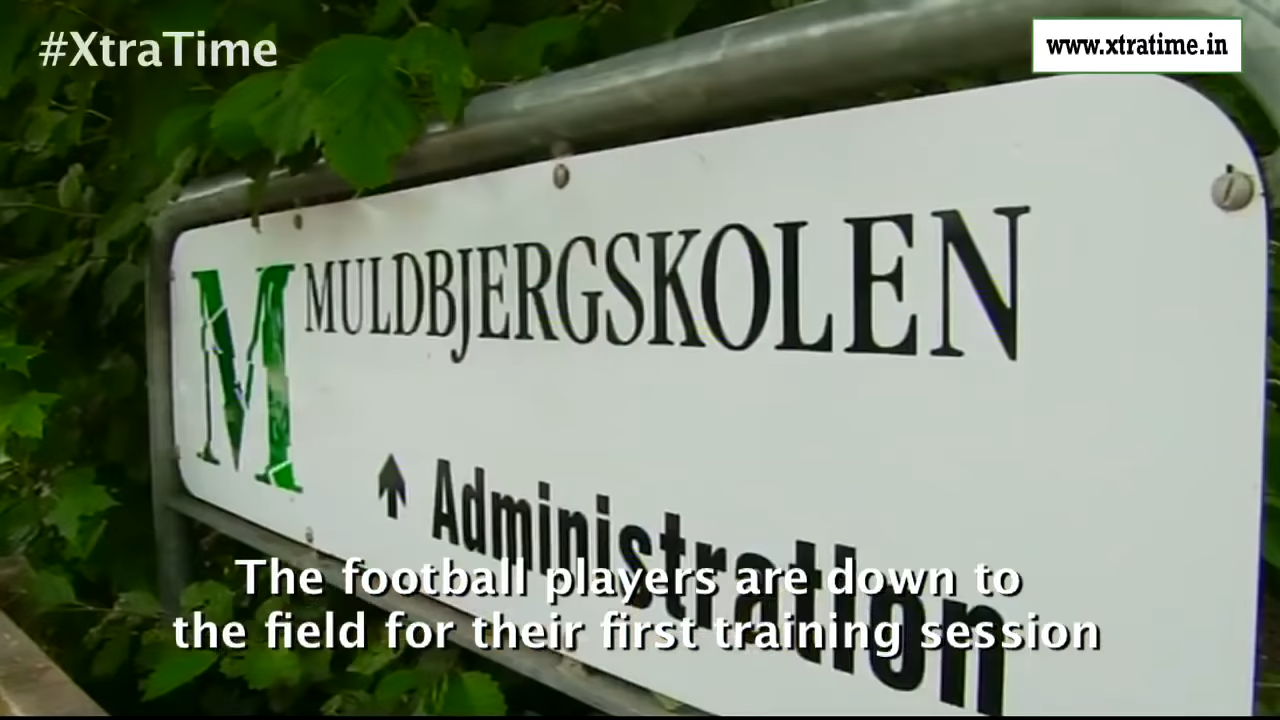 #XtraTime
www.xtratime.in
M MULDBJERGSKOLEN
Administration
The football players are down to
the field for their first training session